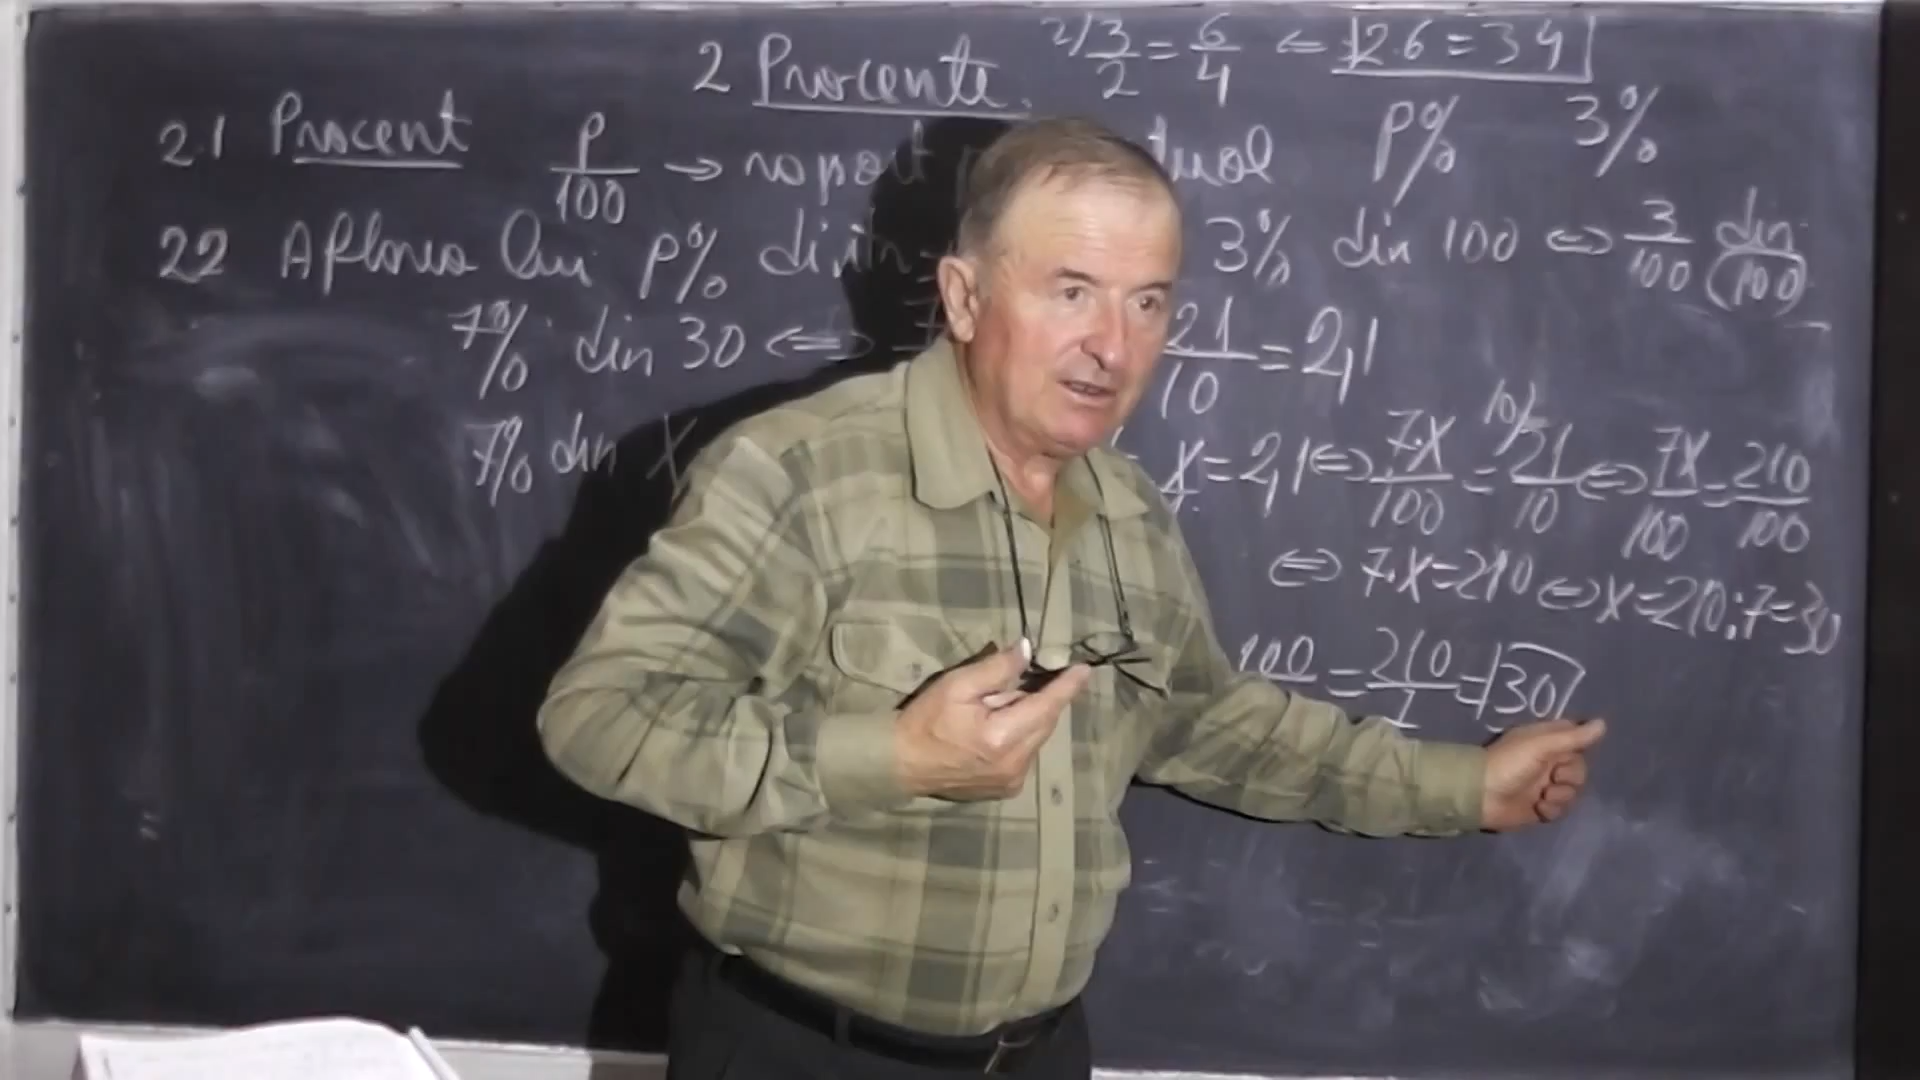 2 Procente. 2) 3/2 = 6/4 ⇐ 2·6=3·4
2.1 Procent P/100 → raport P% 3%
2.2 Aflarea lui P% dintr- 3% din 100 ⇔ 3/100 din (100)
7% din 30 ⇔ 21/10 = 2,1
7% din X x = 2,1 ⇔ 7·X/100 = 10) 21/10 ⇔ 7X/100 = 210/100
⇔ 7·X=210 ⇔ X=210:7=30
100 = 210/1 = 30